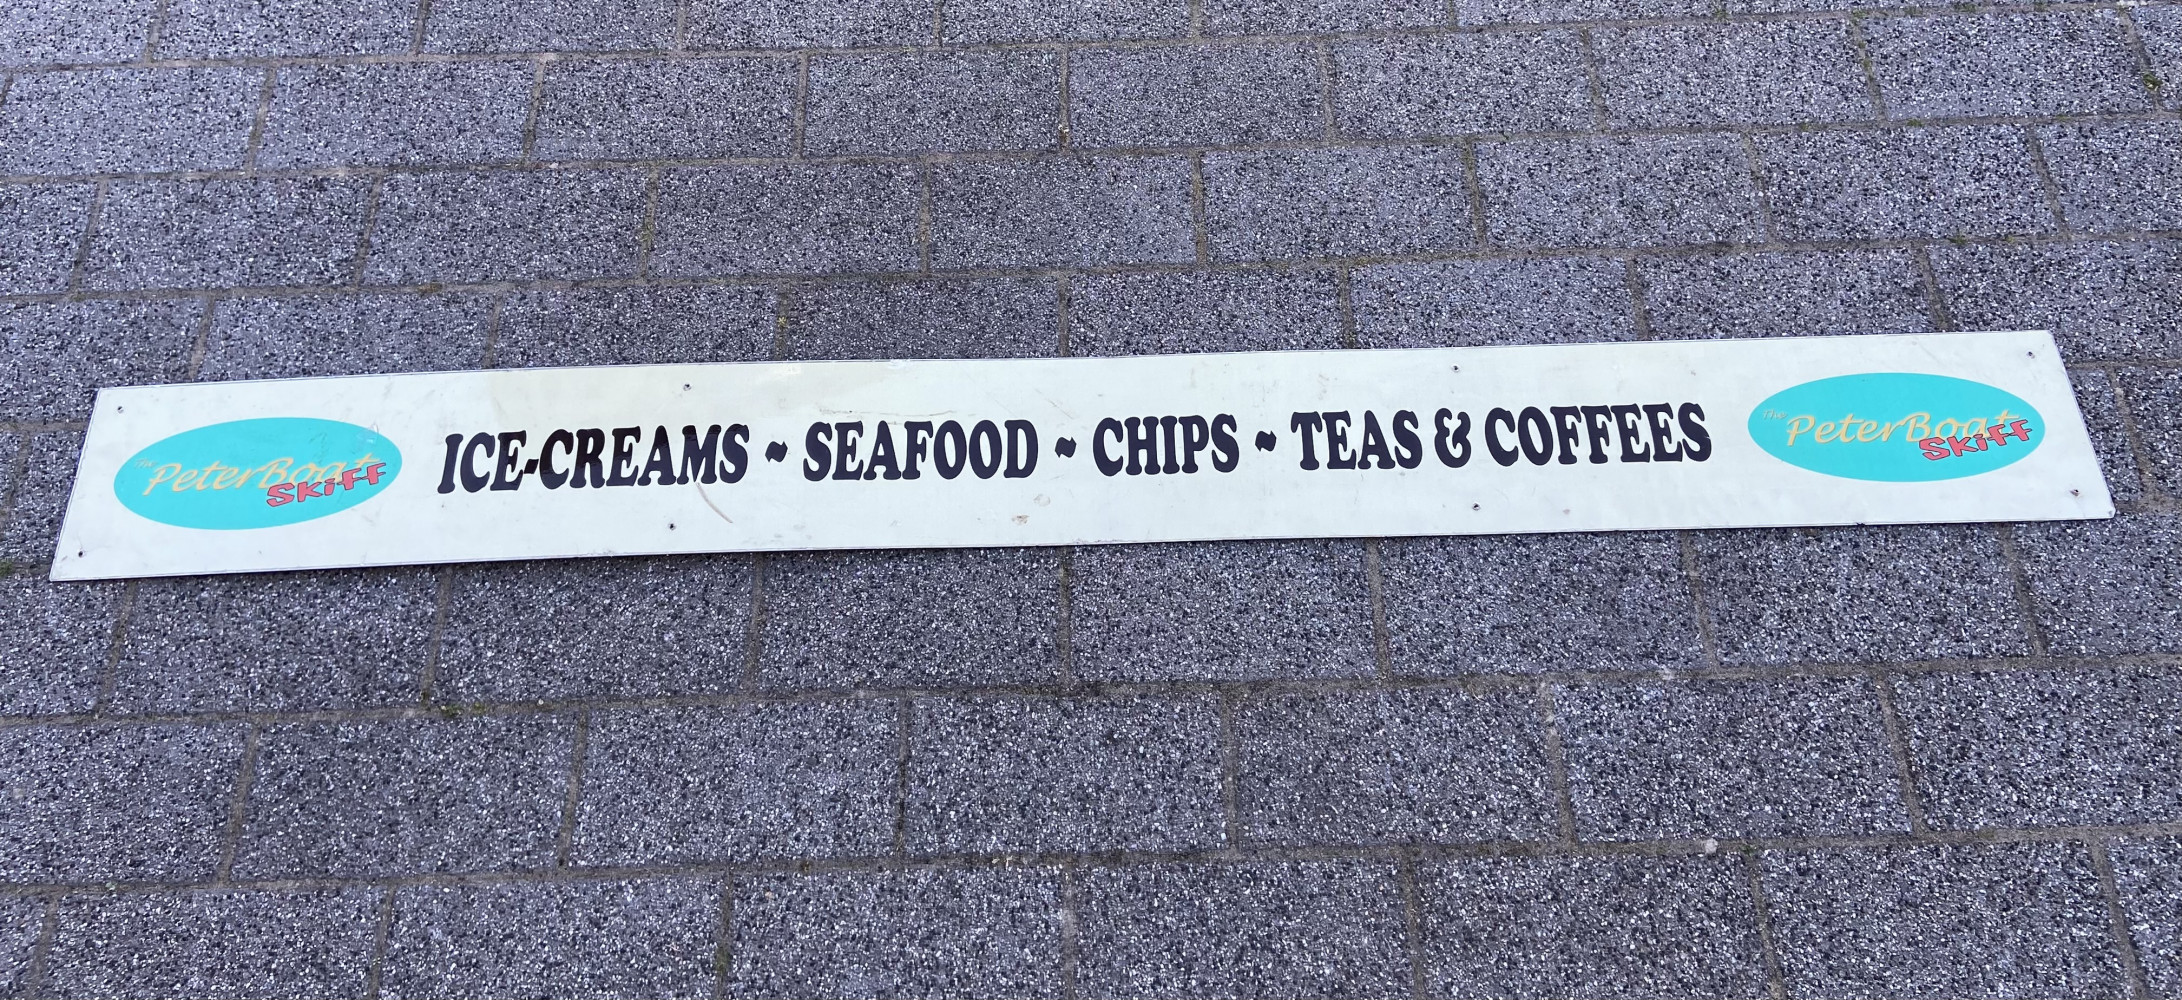 The PeterBoat
SKiFF
ICE-CREAMS ~ SEAFOOD ~ CHIPS ~ TEAS & COFFEES
The PeterBoat
SKiFF